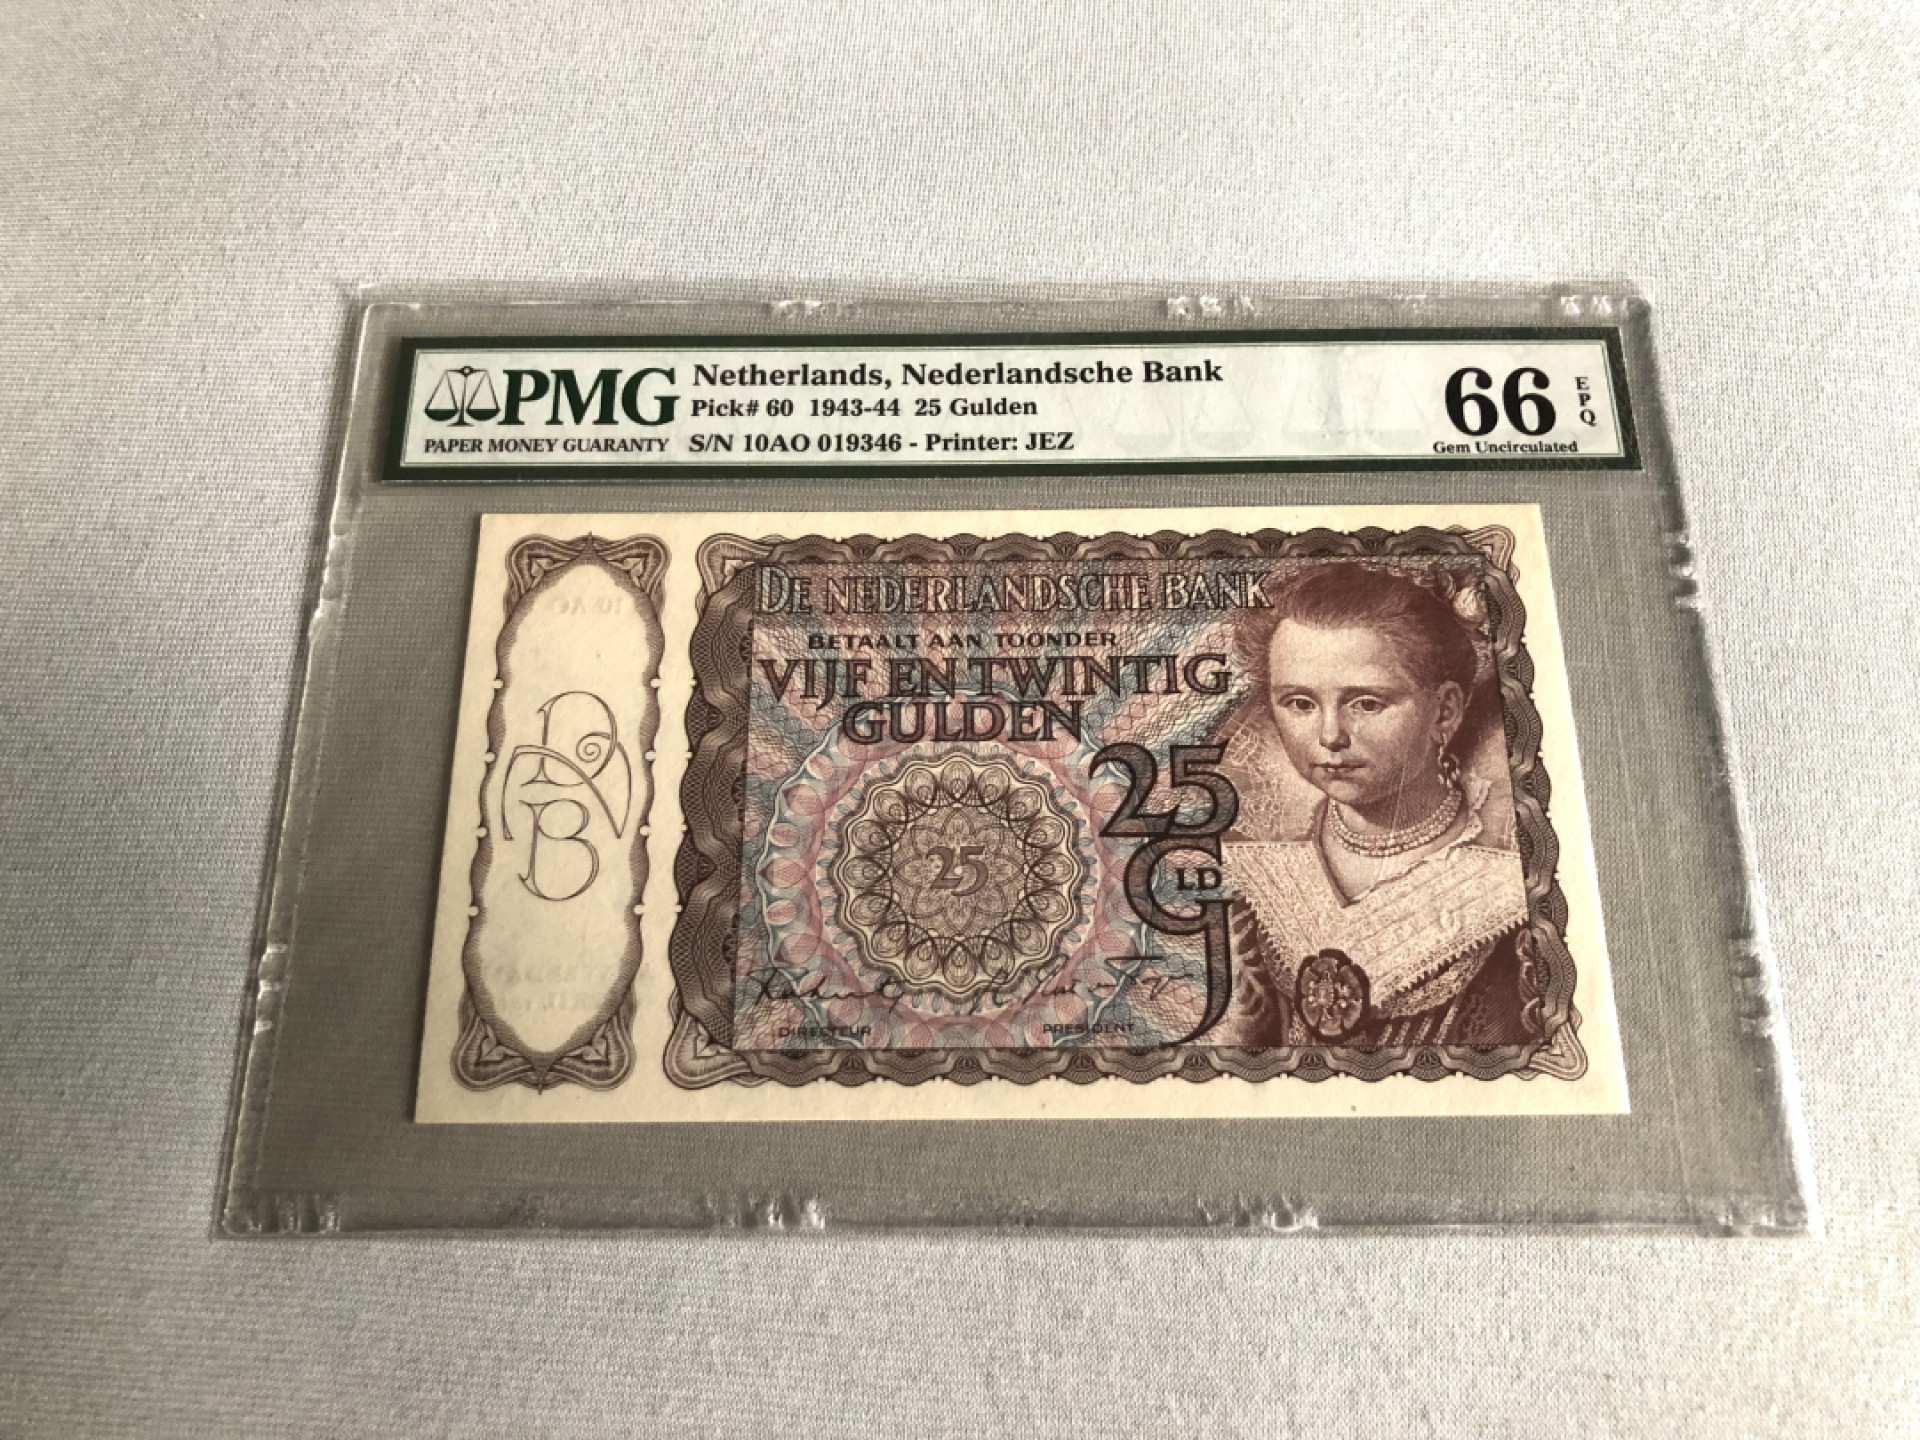 PMG
PAPER MONEY GUARANTY
Netherlands, Nederlandsche Bank
Pick# 60 1943-44 25 Gulden
S/N 10AO 019346 - Printer: JEZ
66
EPQ
Gem Uncirculated
DE NEDERLANDSCHE BANK
BETAALT AAN TOONDER
VIJF EN TWINTIG
GULDEN
25
GLD
25
DNB
DIRECTEUR
PRESIDENT